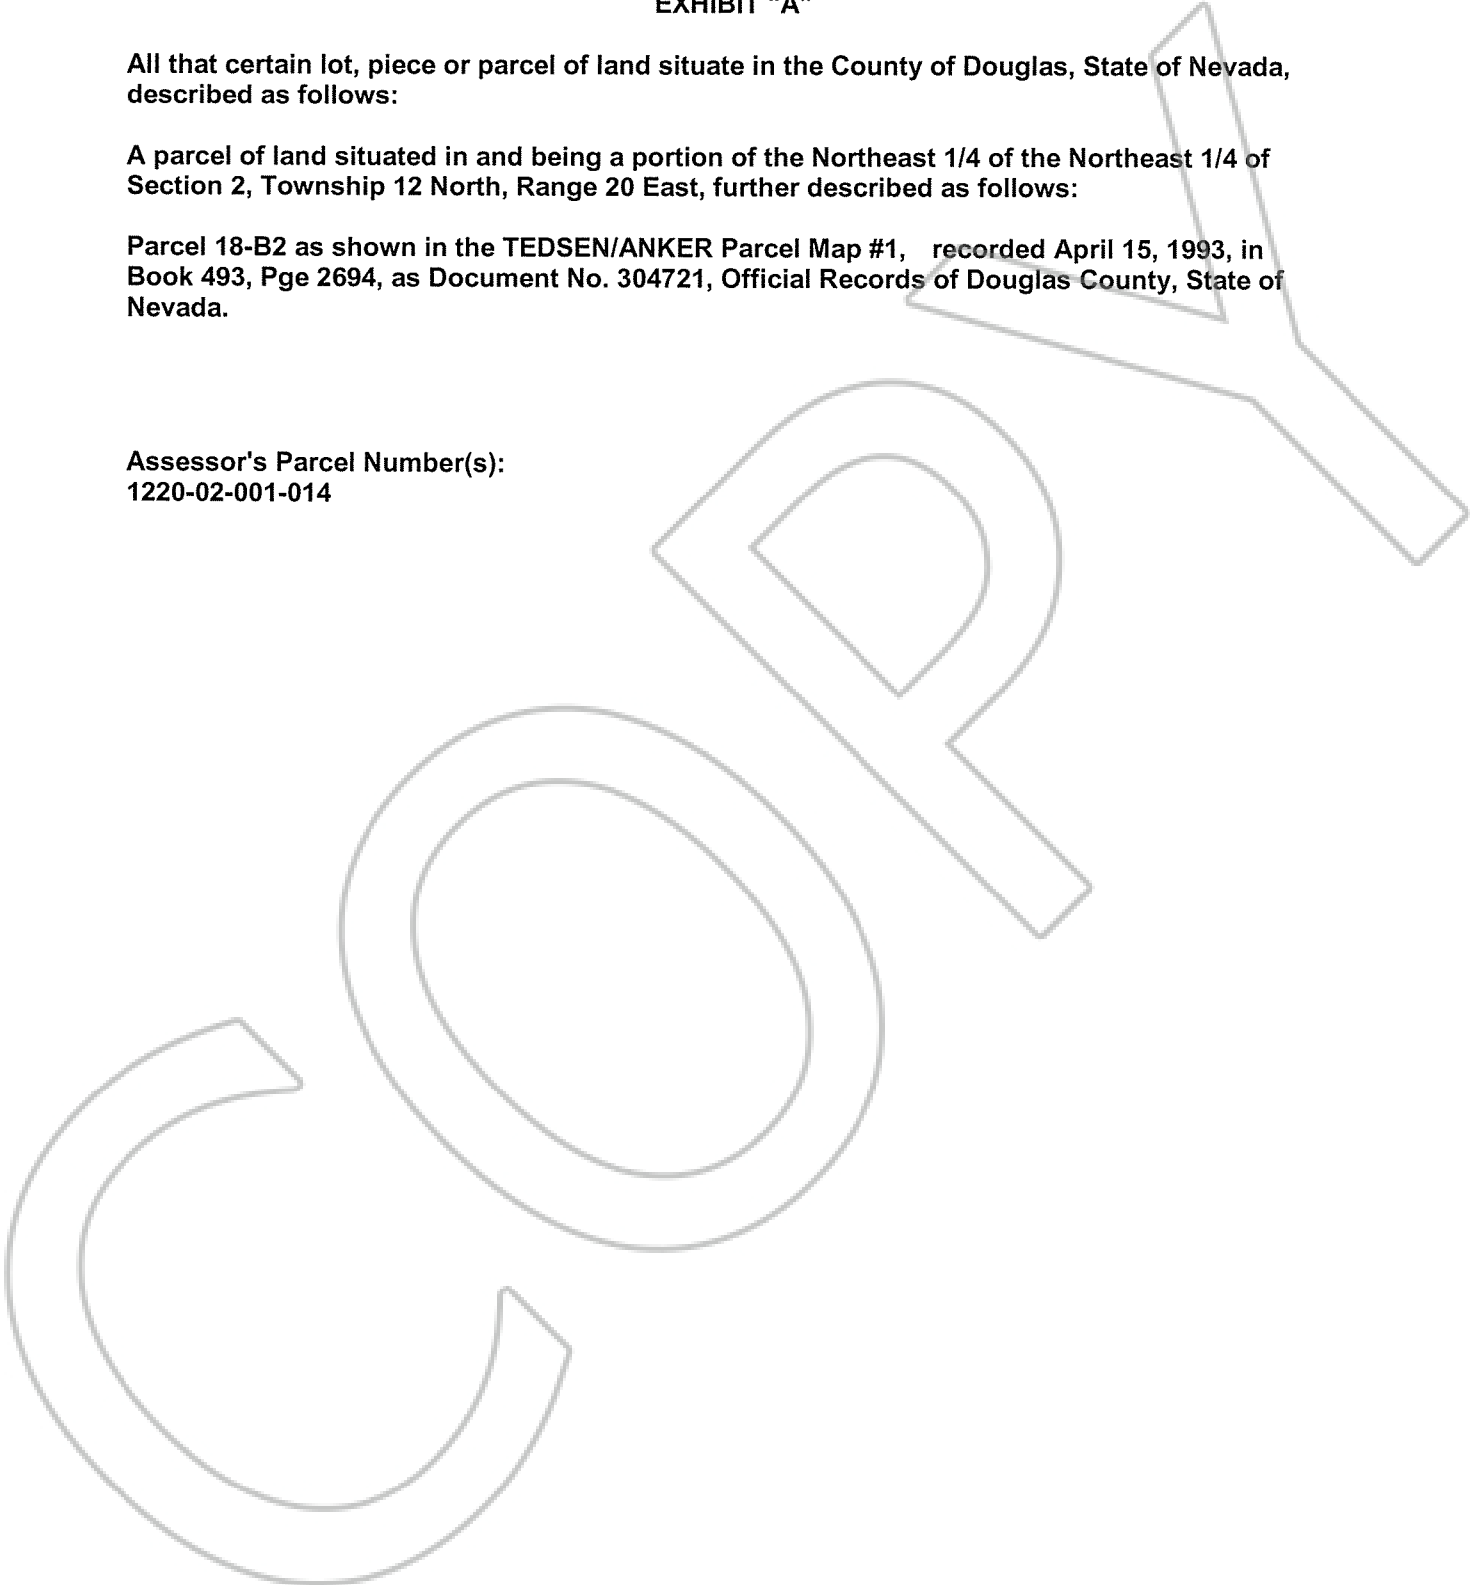 EXHIBIT "A"
All that certain lot, piece or parcel of land situate in the County of Douglas, State of Nevada,
described as follows:
A parcel of land situated in and being a portion of the Northeast 1/4 of the Northeast 1/4 of
Section 2, Township 12 North, Range 20 East, further described as follows:
Parcel 18-B2 as shown in the TEDSEN/ANKER Parcel Map #1, recorded April 15, 1993, in
Book 493, Pge 2694, as Document No. 304721, Official Records of Douglas County, State of
Nevada.
Assessor's Parcel Number(s):
1220-02-001-014
COPY